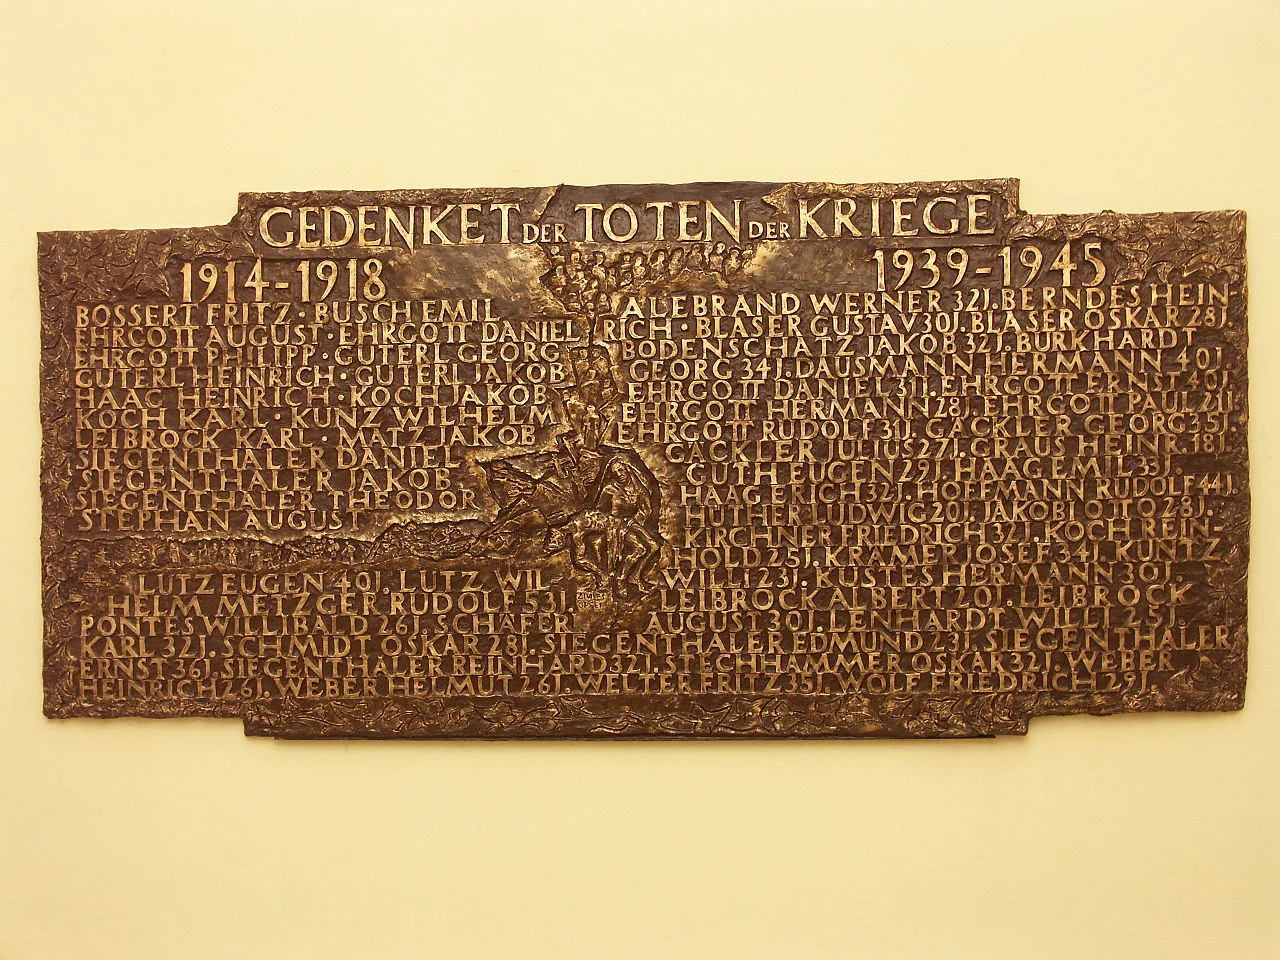 GEDENKET DER TOTEN DER KRIEGE
1914-1918
BOSSERT FRITZ · BUSCH EMIL
EHRGOTT AUGUST · EHRGOTT DANIEL
EHRGOTT PHILIPP · GUTERL GEORG
GUTERL HEINRICH · GUTERL JAKOB
HAAG HEINRICH · KOCH JAKOB
KOCH KARL · KUNZ WILHELM
LEIBROCK KARL · MATZ JAKOB
SIEGENTHALER DANIEL
SIEGENTHALER JAKOB
SIEGENTHALER THEODOR
STEPHAN AUGUST
1939-1945
ALEBRAND WERNER 32J. BERNDES HEIN
RICH · BLÄSER GUSTAV 30J. BLÄSER OSKAR 28J.
BODENSCHATZ JAKOB 32J. BURKHARDT
GEORG 34J. DAUSMANN HERMANN 40J.
EHRGOTT DANIEL 31J. EHRGOTT ERNST 40J.
EHRGOTT HERMANN 28J. EHRGOTT PAUL 21J.
EHRGOTT RUDOLF 31J. GÄCKLER GEORG 35J.
GÄCKLER JULIUS 27J. GRAUS HEINR. 18J.
GUTH EUGEN 29J. HAAG EMIL 33J.
HAAG ERICH 32J. HOFFMANN RUDOLF 44J.
HUTHER LUDWIG 20J. JAKOBI OTTO 28J.
KIRCHNER FRIEDRICH 32J. KOCH REIN-
HOLD 25J. KRÄMER JOSEF 34J. KUNTZ
WILLI 23J. KÜSTES HERMANN 30J.
LEIBROCK ALBERT 20J. LEIBROCK
AUGUST 30J. LENHARDT WILLI 25J.
LUTZ EUGEN 40J. LUTZ WIL
HELM METZGER RUDOLF 53J.
PONTES WILLIBALD 26J. SCHÄFER
KARL 32J. SCHMIDT OSKAR 28J. SIEGENTHALER EDMUND 23J. SIEGENTHALER
ERNST 36J. SIEGENTHALER REINHARD 32J. STECHHAMMER OSKAR 32J. WEBER
HEINRICH 26J. WEBER HELMUT 26J. WELTER FRITZ 35J. WOLF FRIEDRICH 29J.